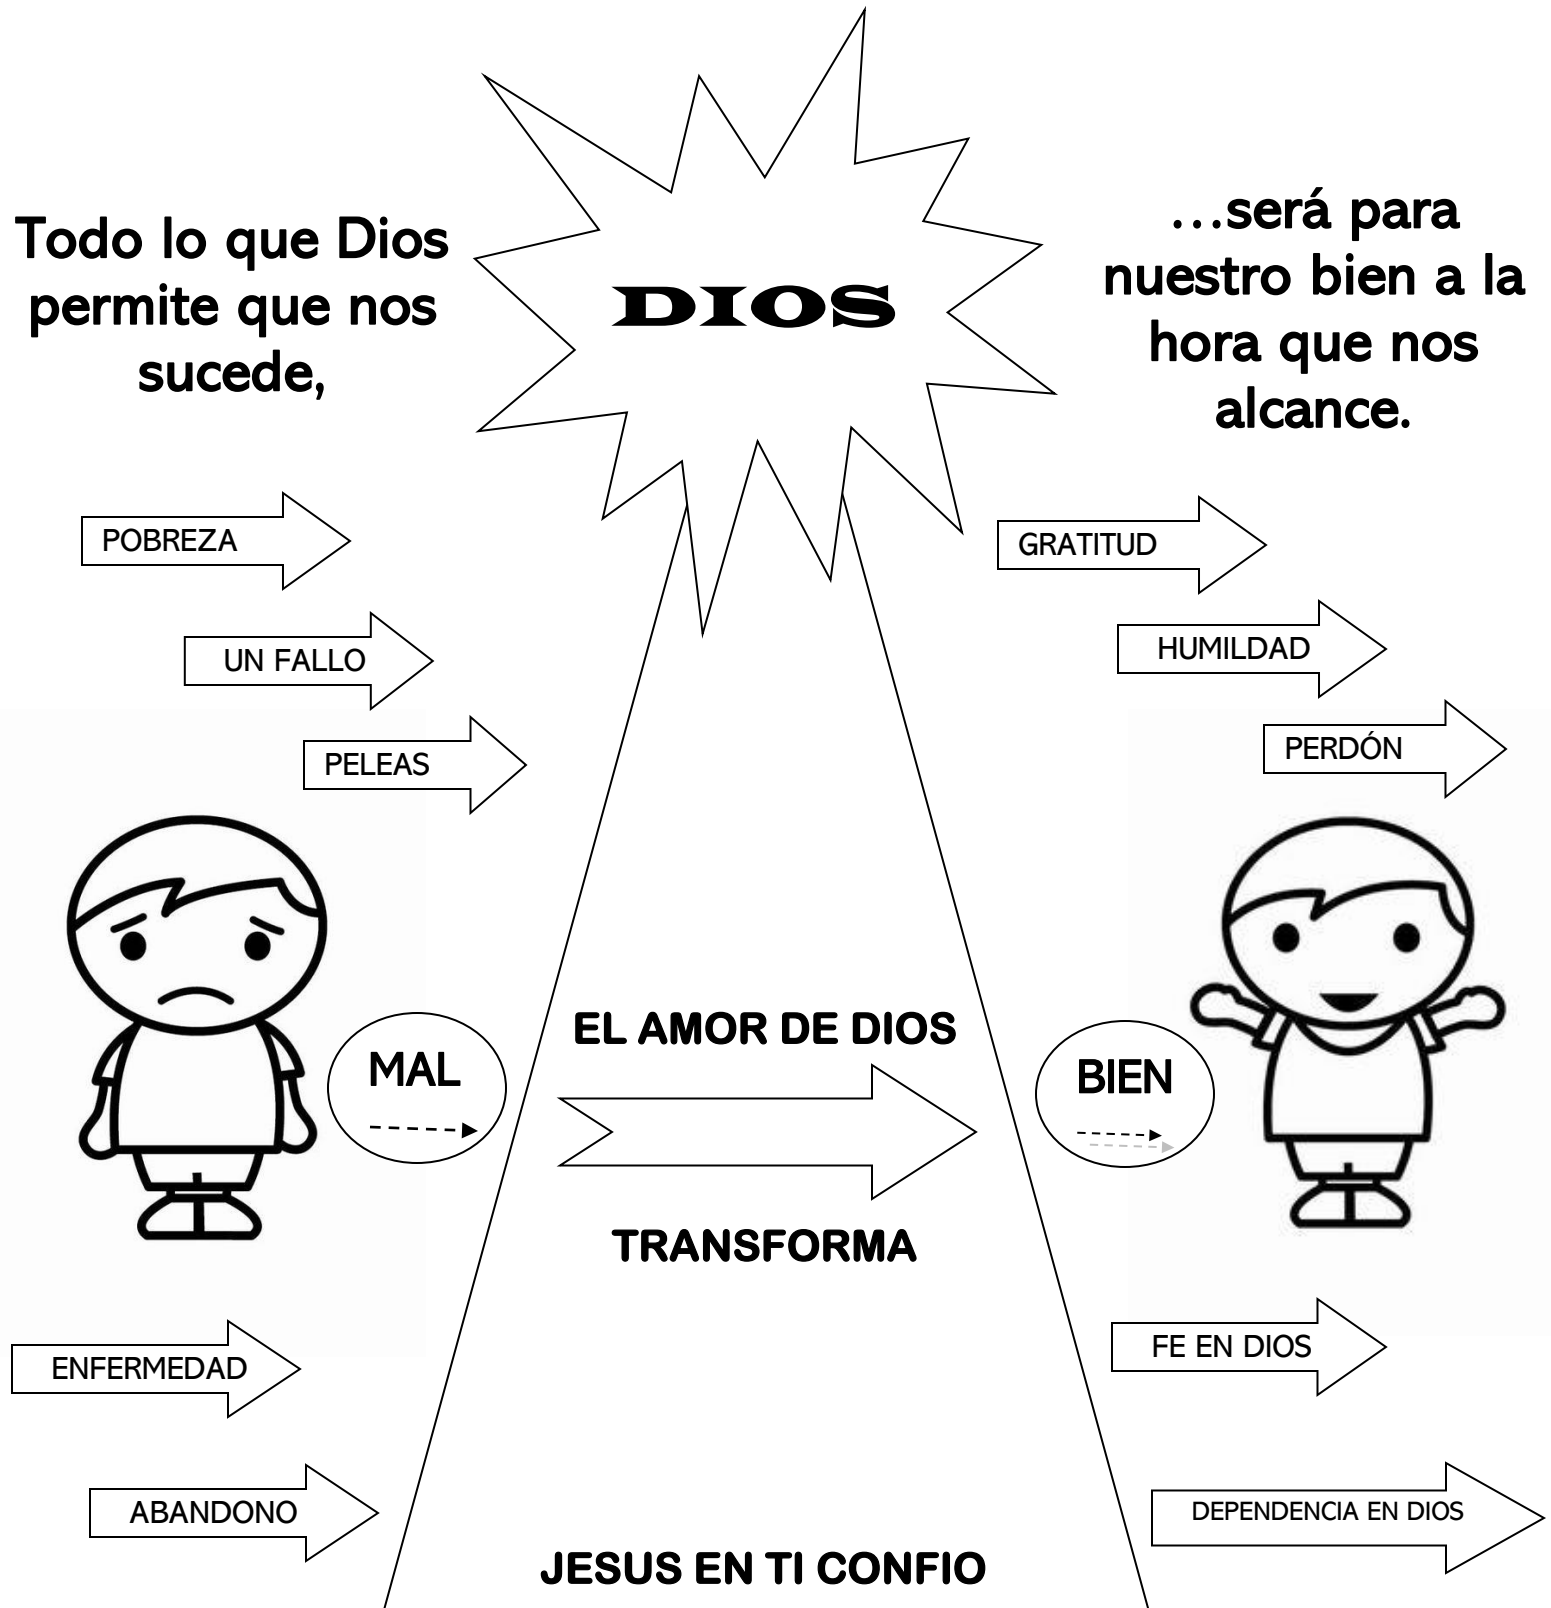 Todo lo que Dios
permite que nos
sucede,
DIOS
...será para
nuestro bien a la
hora que nos
alcance.
POBREZA
UN FALLO
PELEAS
GRATITUD
HUMILDAD
PERDÓN
MAL
EL AMOR DE DIOS
TRANSFORMA
BIEN
ENFERMEDAD
ABANDONO
FE EN DIOS
DEPENDENCIA EN DIOS
JESUS EN TI CONFIO